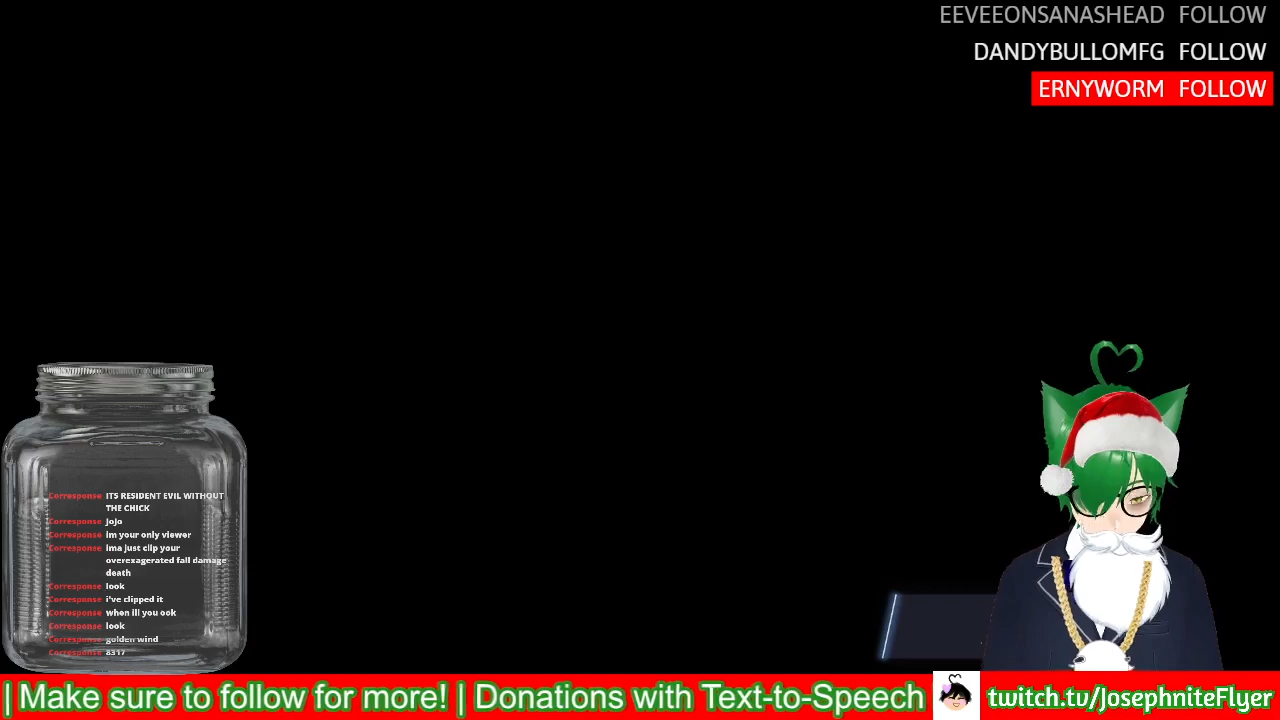 EEVEEONSANASHEAD FOLLOW
DANDYBULLOMFG FOLLOW
ERNYWORM FOLLOW
Corresponse ITS RESIDENT EVIL WITHOUT
THE CHICK
Corresponse JoJo
Corresponse im your only viewer
Corresponse ima just clip your
overexagerated fall damage
death
Corresponse look
Corresponse i've clipped it
Corresponse when ill you ook
Corresponse look
Corresponse golden wind
Corresponse 8317
| Make sure to follow for more! | Donations with Text-to-Speech
twitch.tv/JosephniteFlyer